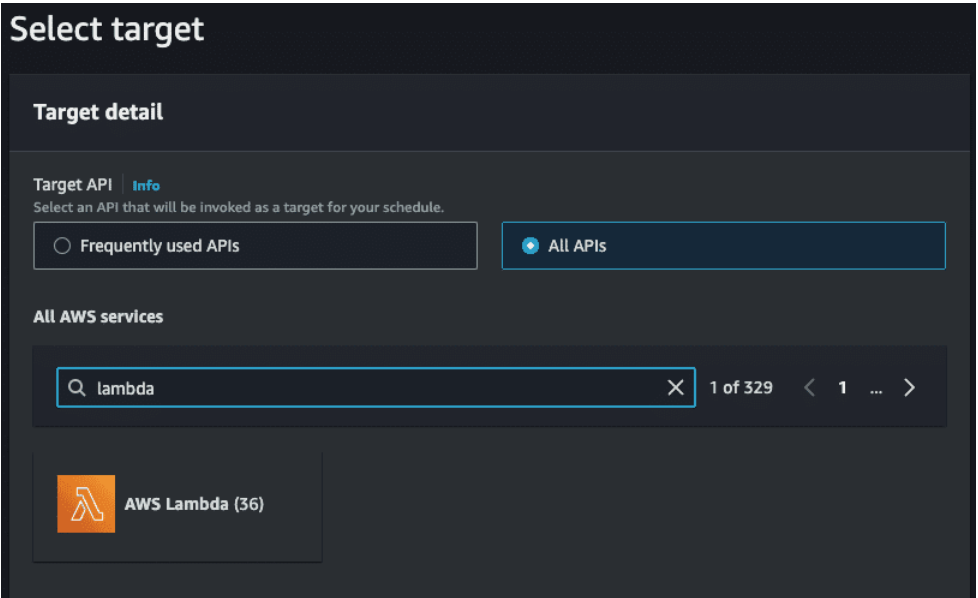 Select target
Target detail
Target API Info
Select an API that will be invoked as a target for your schedule.
Frequently used APIs All APIs
All AWS services
lambda 1 of 329 1 ...
AWS Lambda (36)